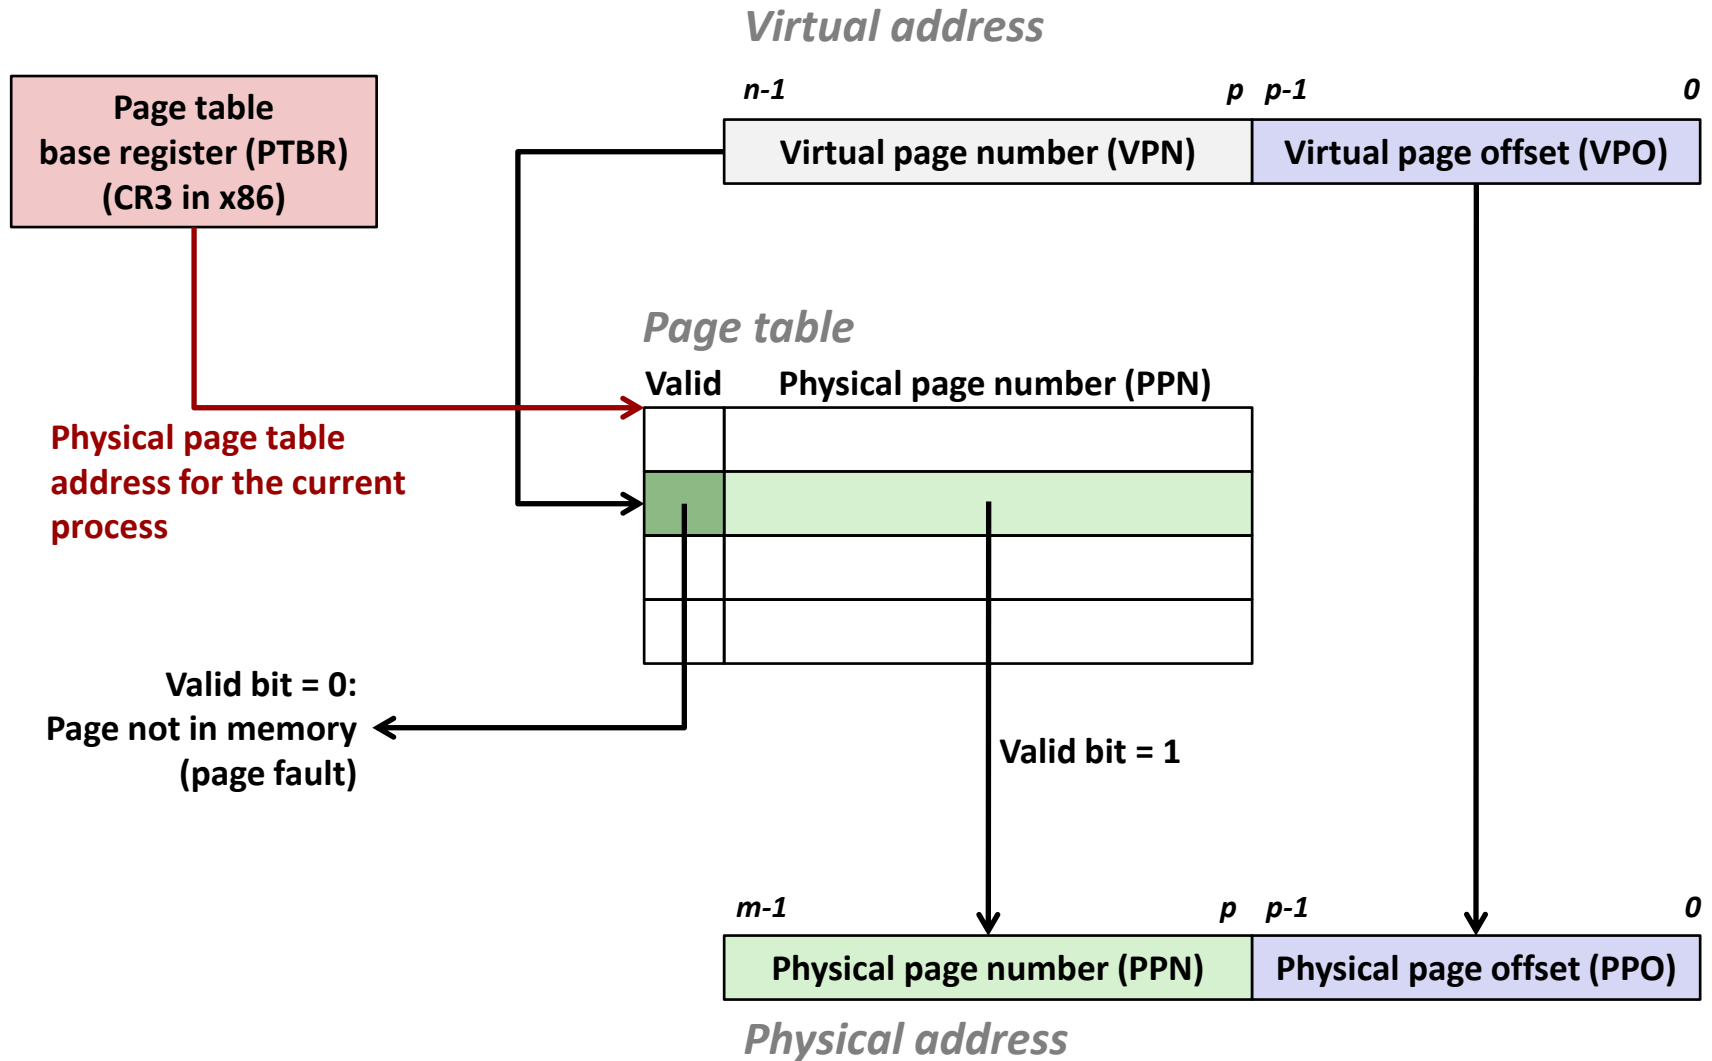 Virtual address
n-1 p p-1 0
Page table
base register (PTBR)
(CR3 in x86)
Virtual page number (VPN) Virtual page offset (VPO)
Page table
Valid Physical page number (PPN)
Physical page table
address for the current
process
Valid bit = 0:
Page not in memory
(page fault)
Valid bit = 1
m-1 p p-1 0
Physical page number (PPN) Physical page offset (PPO)
Physical address